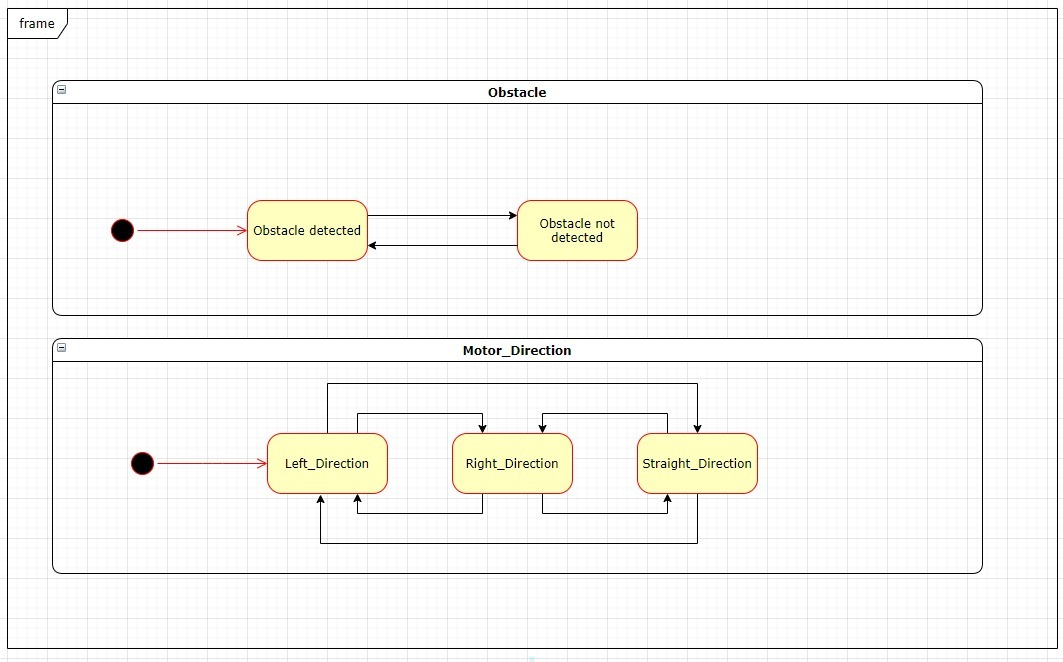 frame
Obstacle
Obstacle detected
Obstacle not
detected
Motor_Direction
Left_Direction
Right_Direction
Straight_Direction